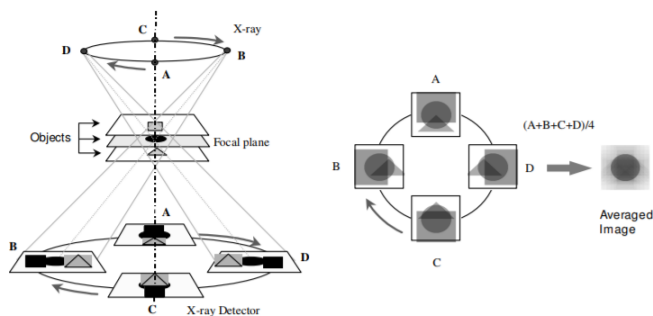 C
X-ray
D
B
A
Objects
Focal plane
A
B
D
C
X-ray Detector
A
(A+B+C+D)/4
B
D
C
Averaged
Image